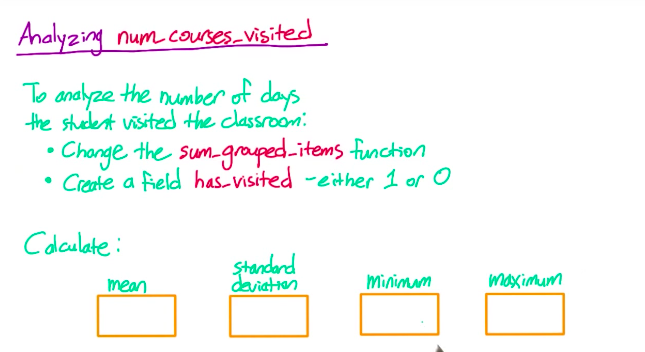 Analyzing num_courses_visited
To analyze the number of days
the student visited the classroom:
• Change the sum_grouped_items function
• Create a field has_visited - either 1 or 0
Calculate:
mean
standard
deviation
minimum
maximum